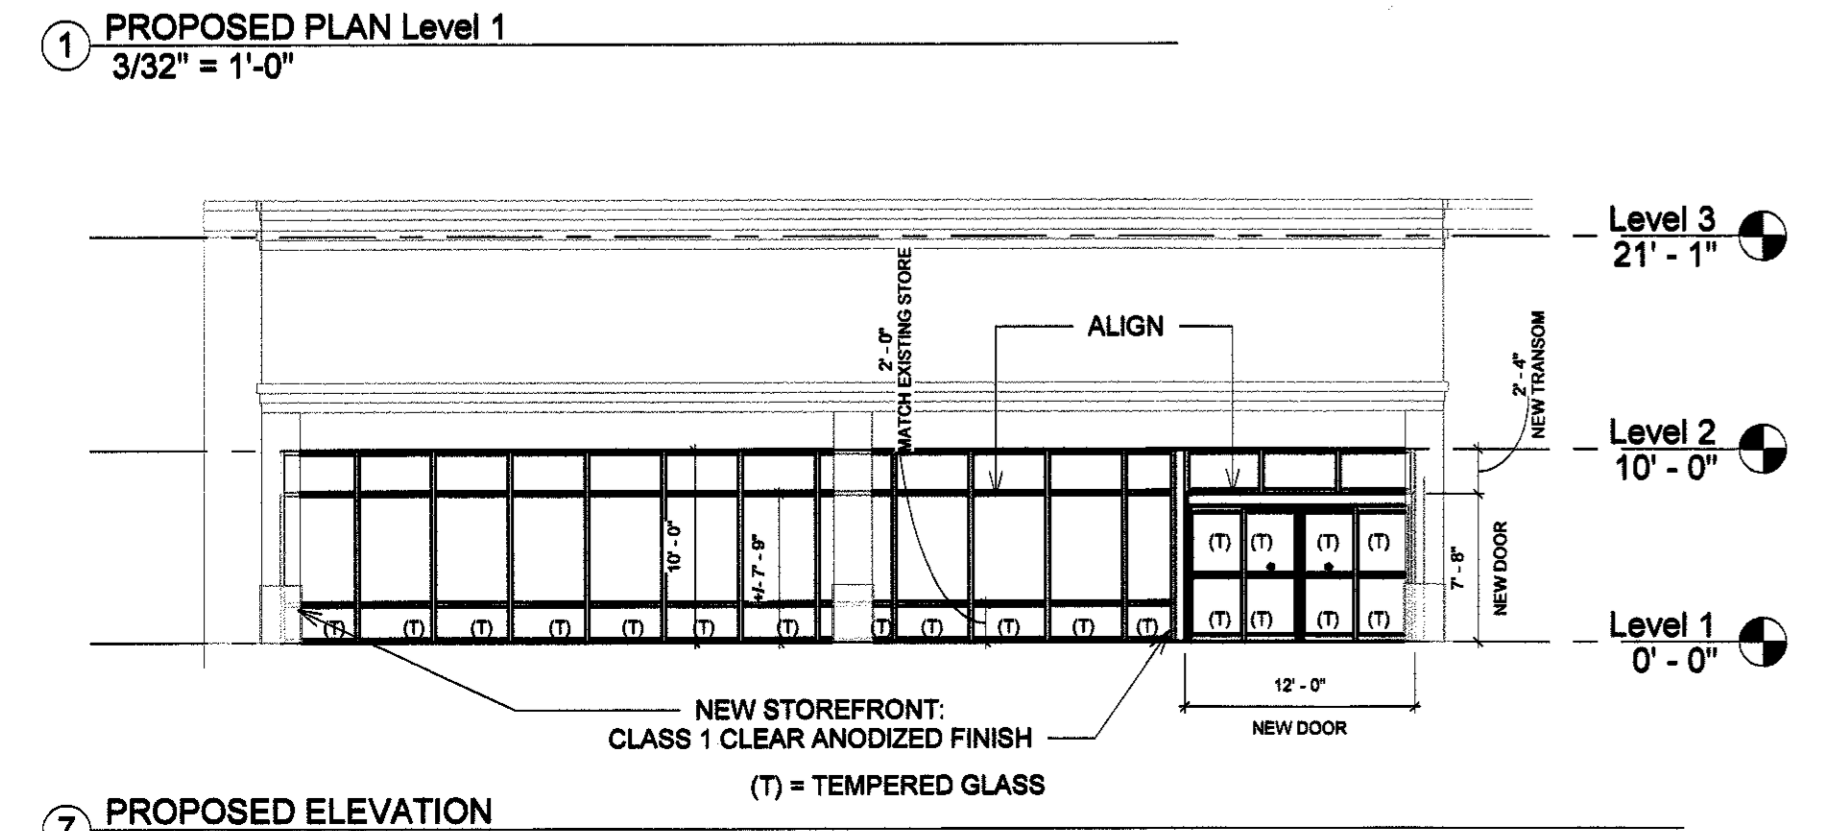 1
PROPOSED PLAN Level 1
3/32" = 1'-0"
Level 3
21' - 1"
2' - 0"
MATCH EXISTING STORE
ALIGN
2' - 4"
NEW TRANSOM
Level 2
10' - 0"
10' - 0"
+/- 7' - 9"
(T) (T) (T) (T)
7' - 8"
NEW DOOR
(T) (T) (T) (T) (T) (T) (T) (T) (T) (T) (T) (T) (T) (T) (T) (T)
Level 1
0' - 0"
12' - 0"
NEW DOOR
NEW STOREFRONT:
CLASS 1 CLEAR ANODIZED FINISH
(T) = TEMPERED GLASS
7
PROPOSED ELEVATION